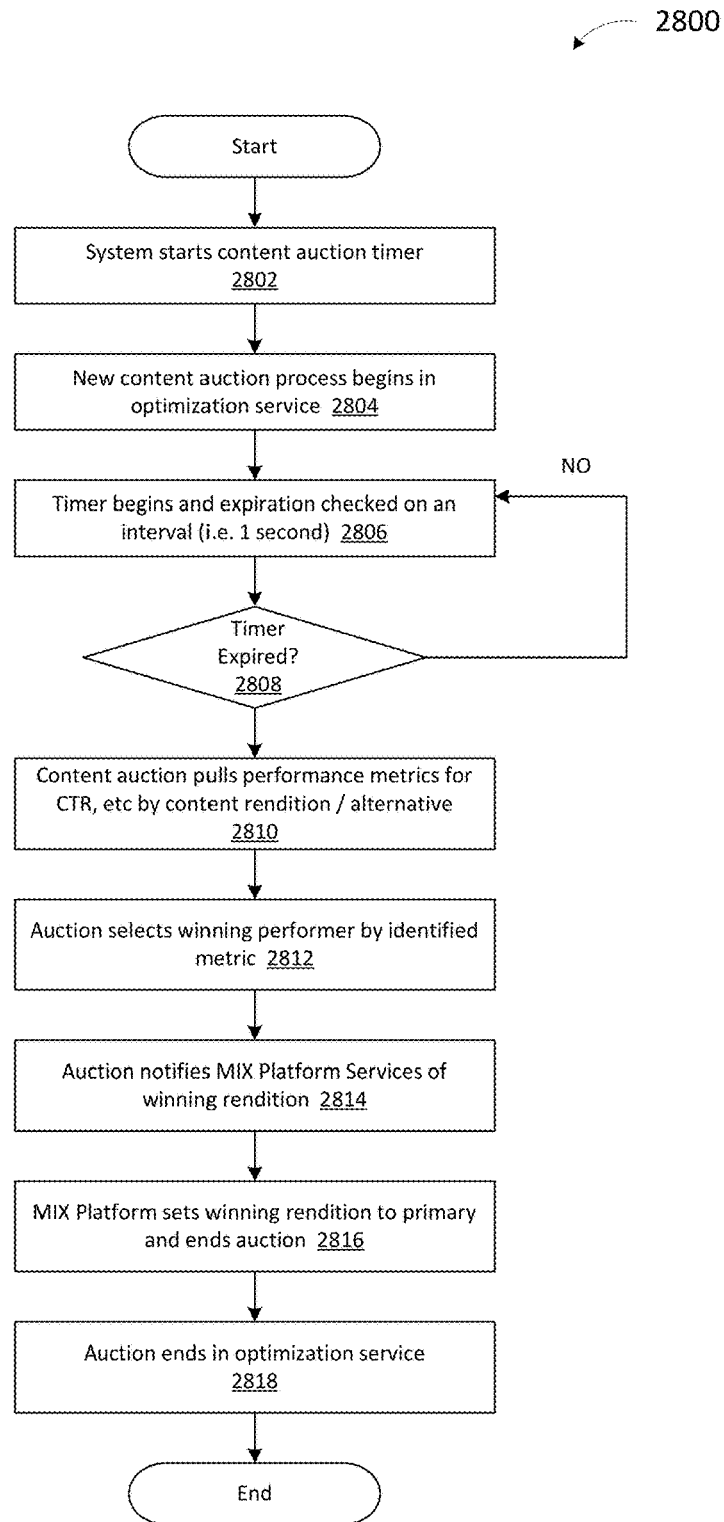 2800
Start
System starts content auction timer
2802
New content auction process begins in
optimization service 2804
NO
Timer begins and expiration checked on an
interval (i.e. 1 second) 2806
Timer
Expired?
2808
Content auction pulls performance metrics for
CTR, etc by content rendition / alternative
2810
Auction selects winning performer by identified
metric 2812
Auction notifies MIX Platform Services of
winning rendition 2814
MIX Platform sets winning rendition to primary
and ends auction 2816
Auction ends in optimization service
2818
End